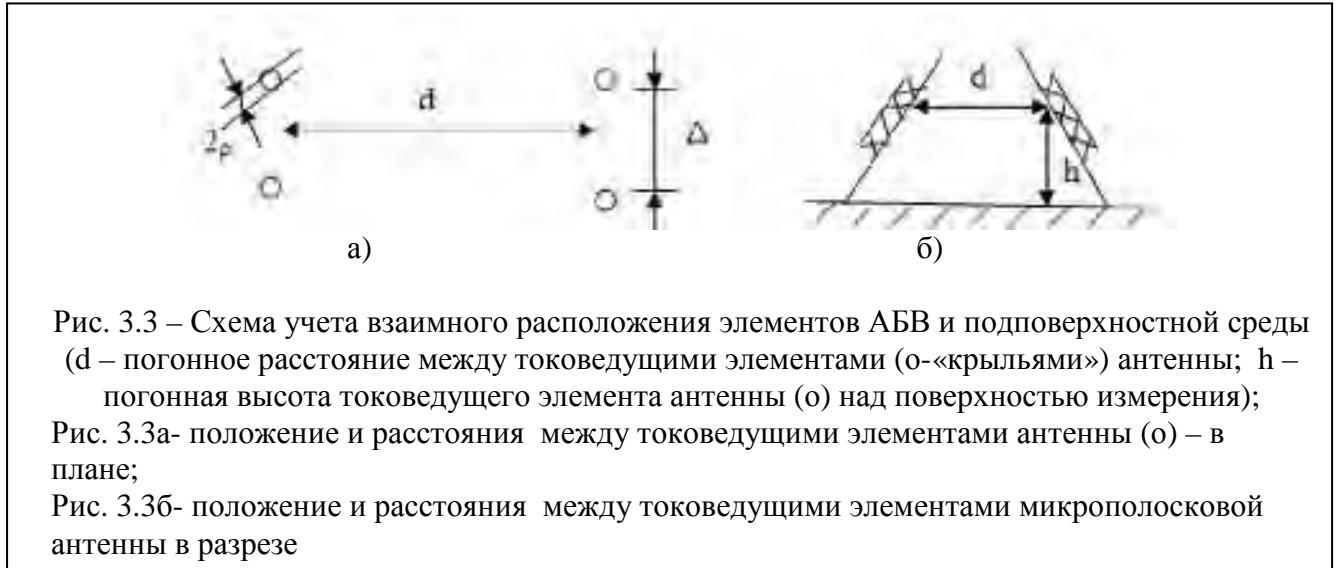 d
2ρ
Δ
d
h
а)
б)
Рис. 3.3 – Схема учета взаимного расположения элементов АБВ и подповерхностной среды
(d – погонное расстояние между токоведущими элементами (о-«крыльями») антенны; h –
погонная высота токоведущего элемента антенны (о) над поверхностью измерения);
Рис. 3.3а- положение и расстояния между токоведущими элементами антенны (о) – в
плане;
Рис. 3.3б- положение и расстояния между токоведущими элементами микрополосковой
антенны в разрезе